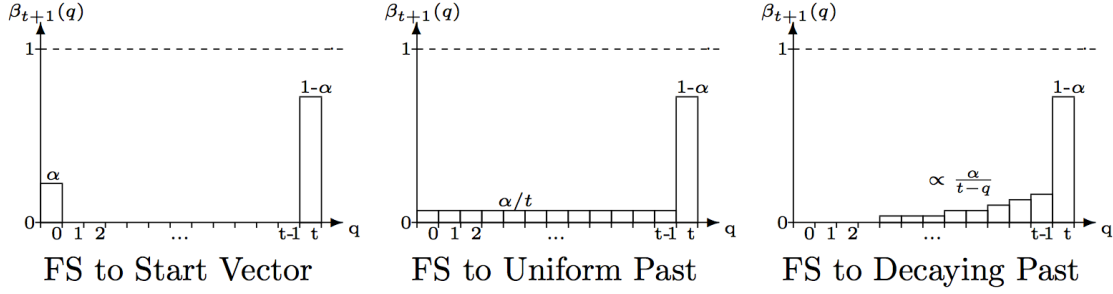 β_{t+1}(q)
1
1-α
α
0
0 1 2 ... t-1 t q
FS to Start Vector
β_{t+1}(q)
1
1-α
α/t
0
0 1 2 ... t-1 t q
FS to Uniform Past
β_{t+1}(q)
1
1-α
∝ α/(t-q)
0
0 1 2 ... t-1 t q
FS to Decaying Past